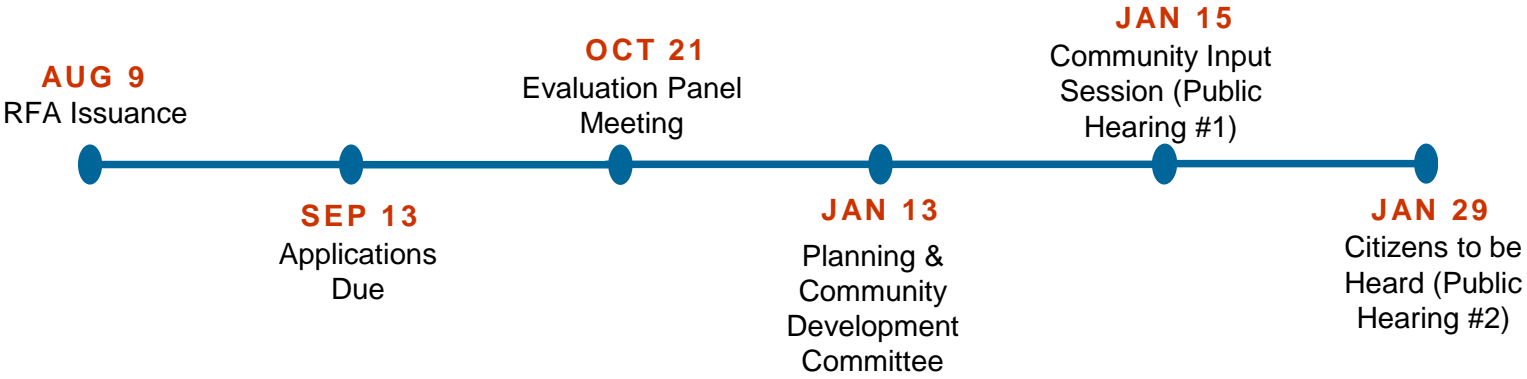 AUG 9
RFA Issuance
SEP 13
Applications
Due
OCT 21
Evaluation Panel
Meeting
JAN 13
Planning &
Community
Development
Committee
JAN 15
Community Input
Session (Public
Hearing #1)
JAN 29
Citizens to be
Heard (Public
Hearing #2)